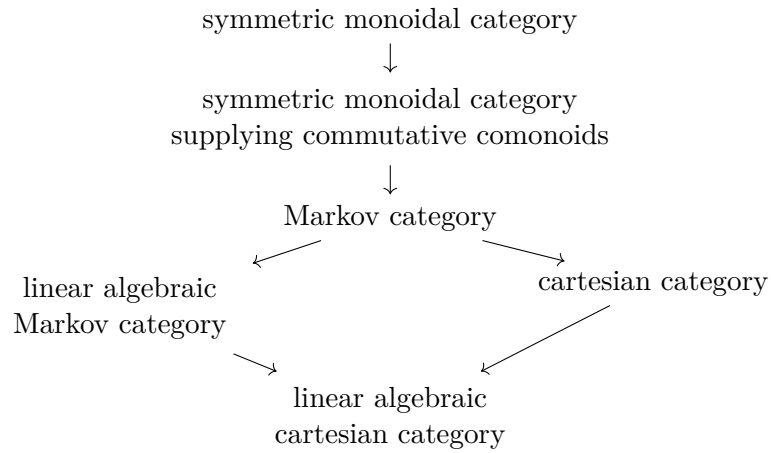 symmetric monoidal category
symmetric monoidal category
supplying commutative comonoids
Markov category
linear algebraic
Markov category
cartesian category
linear algebraic
cartesian category